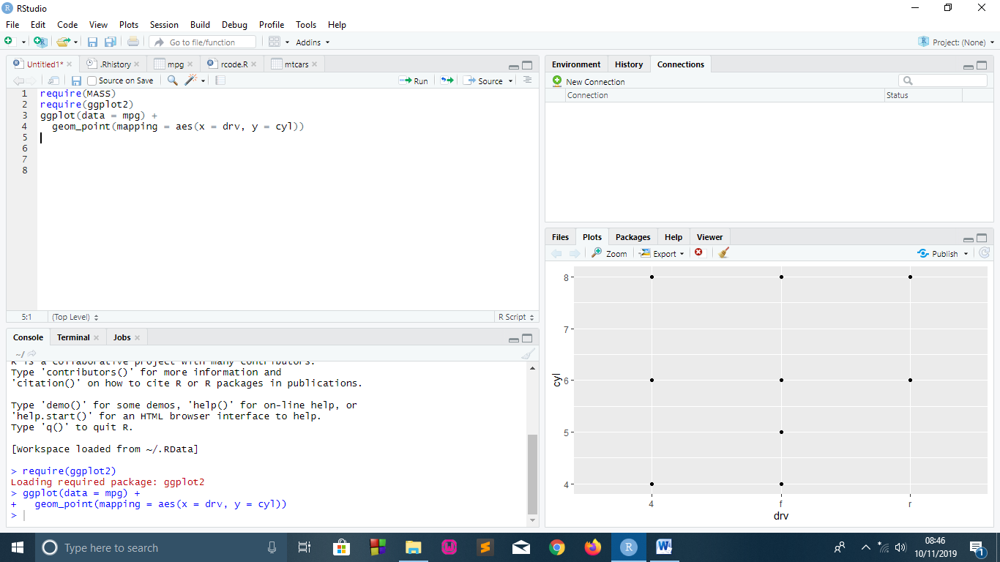 RStudio
File Edit Code View Plots Session Build Debug Profile Tools Help
Go to file/function Addins Project: (None)
Untitled1* .Rhistory mpg rcode.R mtcars
Source on Save Run Source
1 require(MASS)
2 require(ggplot2)
3 ggplot(data = mpg) +
4 geom_point(mapping = aes(x = drv, y = cyl))
5
6
7
8
5:1 (Top Level) R Script
Console Terminal Jobs
~/
R is a collaborative project with many contributors.
Type 'contributors()' for more information and
'citation()' on how to cite R or R packages in publications.
Type 'demo()' for some demos, 'help()' for on-line help, or
'help.start()' for an HTML browser interface to help.
Type 'q()' to quit R.
[Workspace loaded from ~/.RData]
> require(ggplot2)
Loading required package: ggplot2
> ggplot(data = mpg) +
+ geom_point(mapping = aes(x = drv, y = cyl))
>
Environment History Connections
New Connection
Connection Status
Files Plots Packages Help Viewer
Zoom Export Publish
8
7
6
5
4
cyl
4 f r
drv
Type here to search
08:46
10/11/2019
1